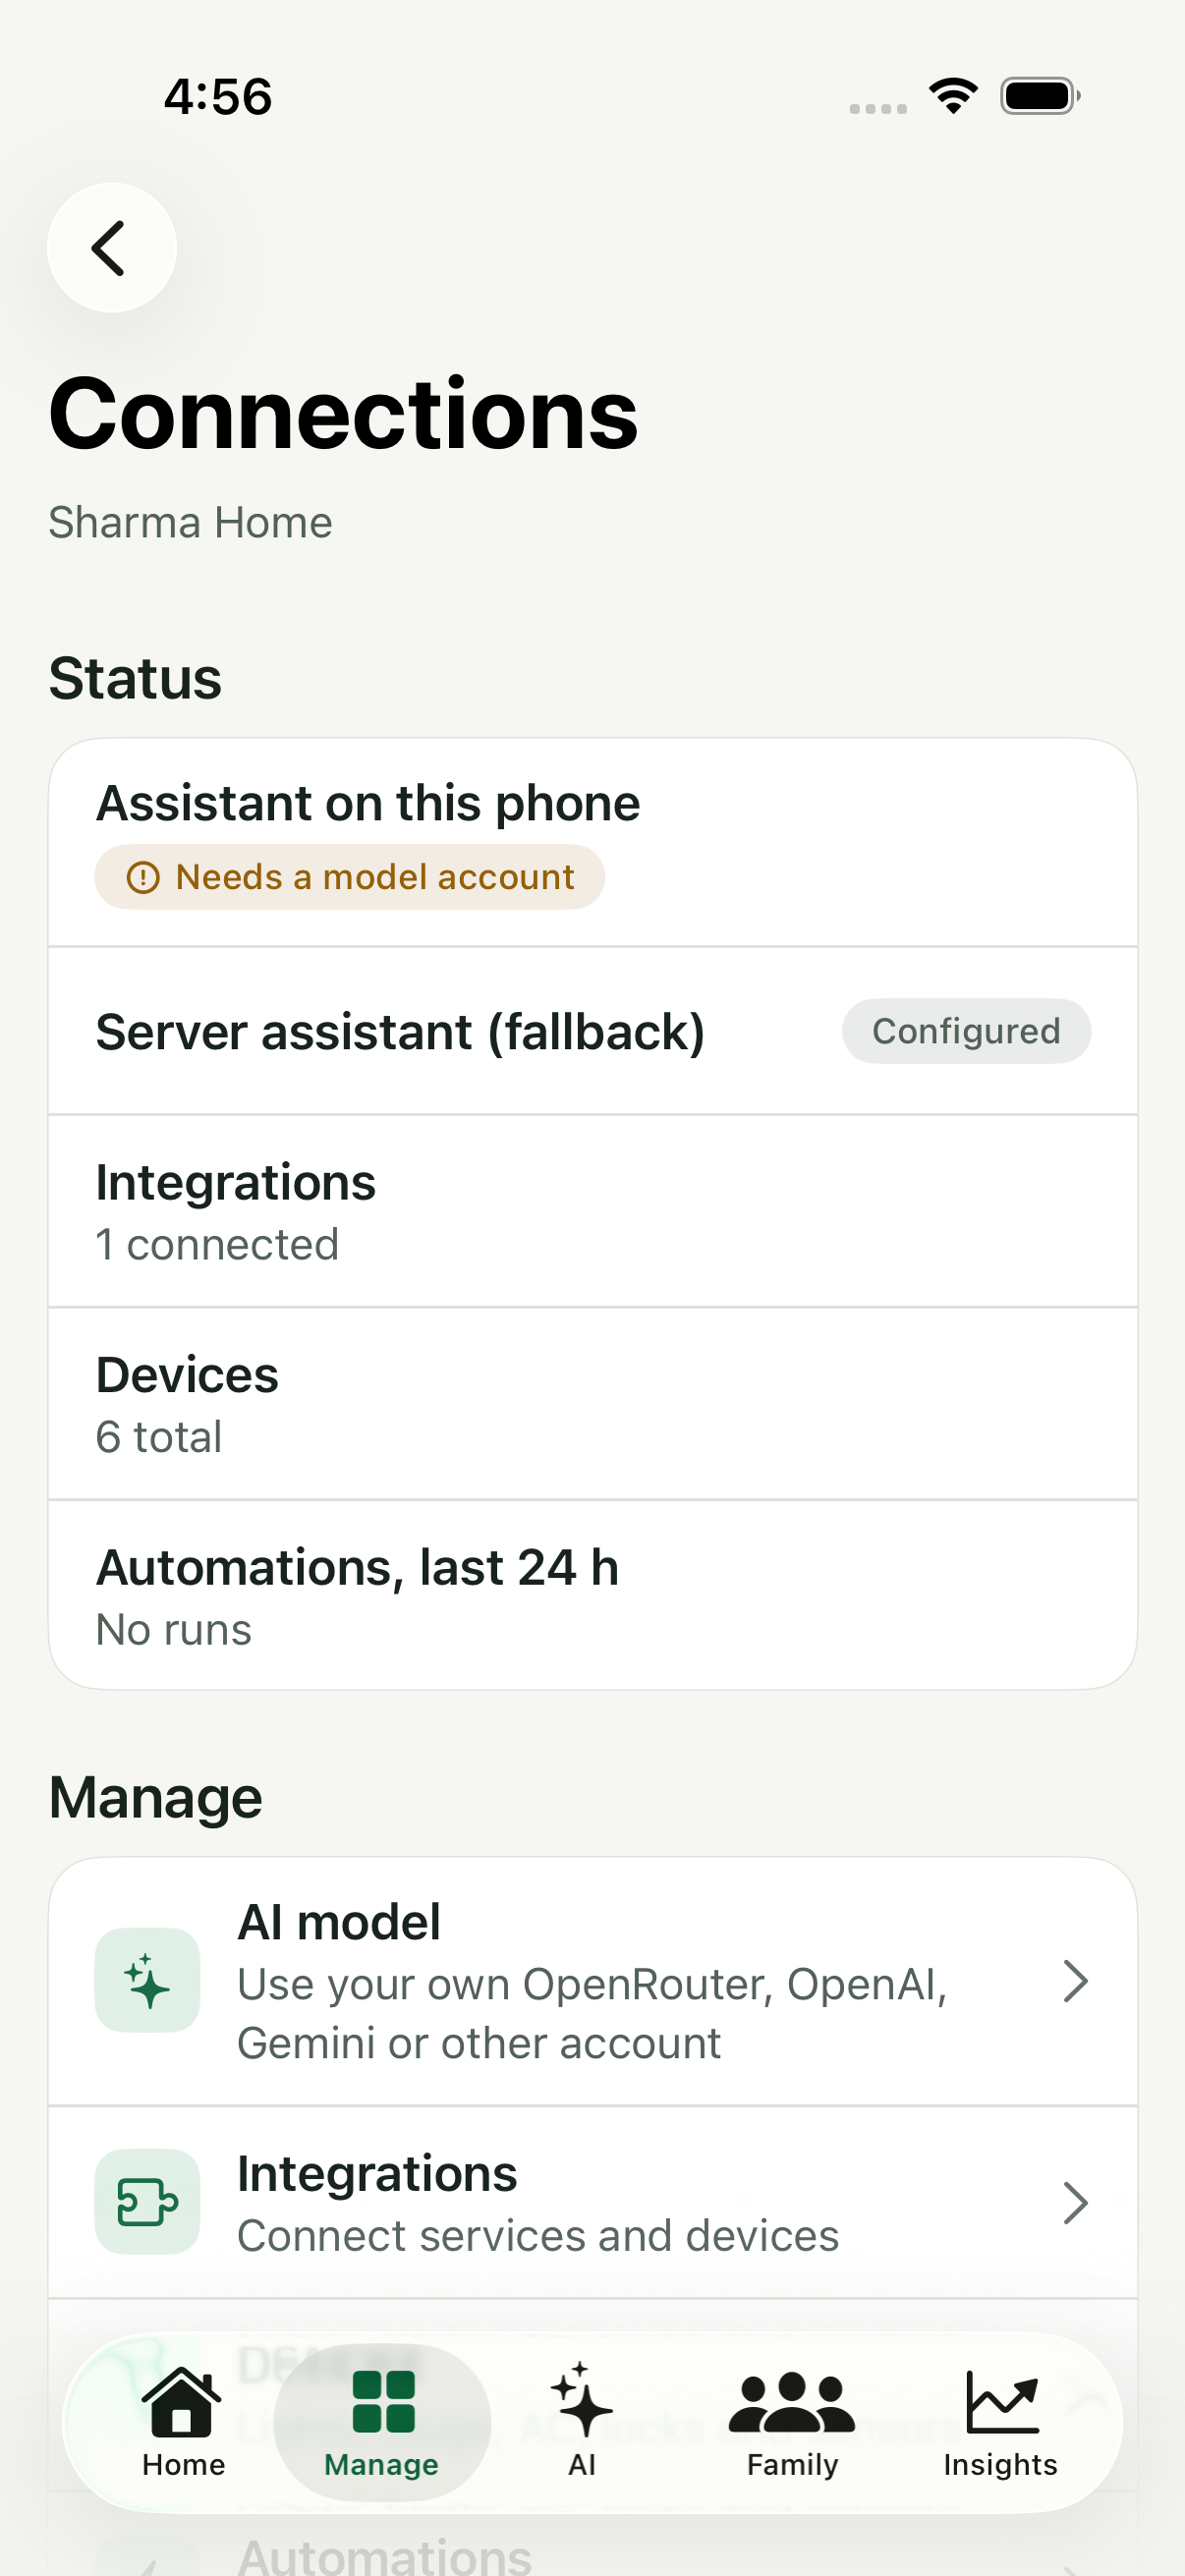 4:56
Connections
Sharma Home
Status
Assistant on this phone
Needs a model account
Server assistant (fallback)
Configured
Integrations
1 connected
Devices
6 total
Automations, last 24 h
No runs
Manage
AI model
Use your own OpenRouter, OpenAI,
Gemini or other account
Integrations
Connect services and devices
Home
Manage
AI
Family
Insights
Automations